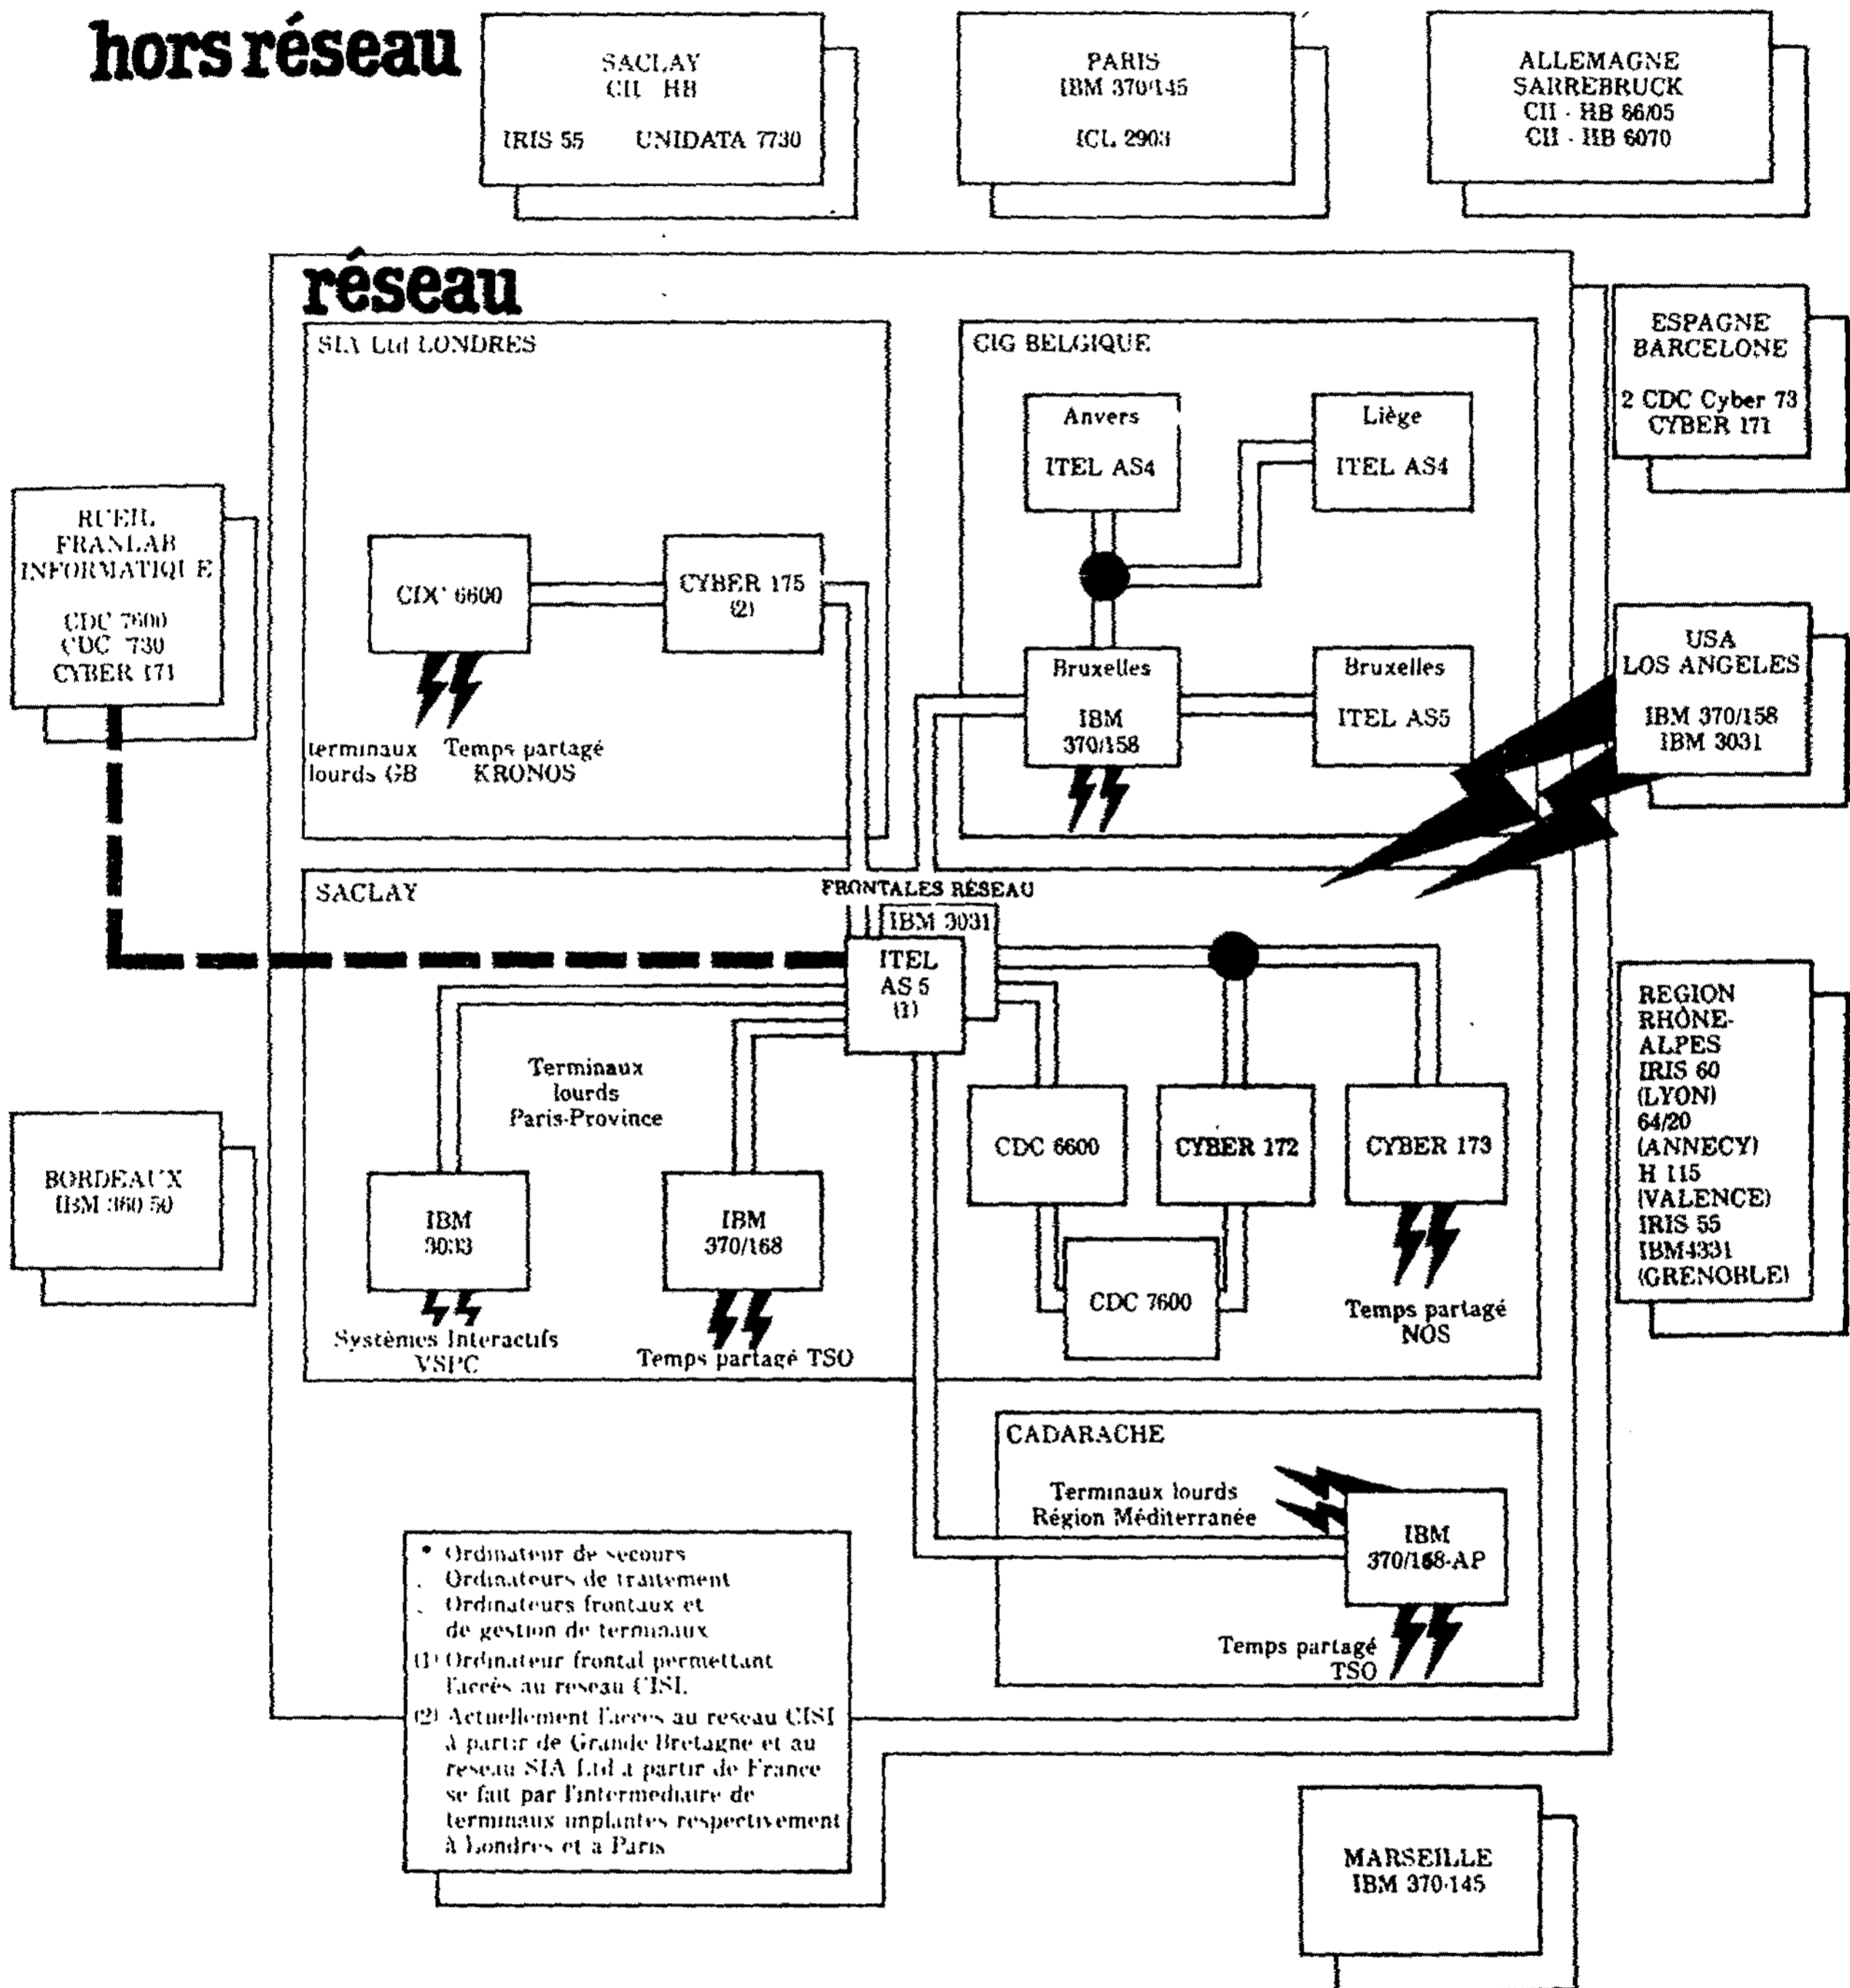 hors réseau
SACLAY
CII HB
IRIS 55 UNIDATA 7730
PARIS
IBM 370/145
ICL 2903
ALLEMAGNE
SARREBRUCK
CII - HB 66/05
CII - HB 6070
réseau
SIA Ltd LONDRES
CDC 6600
CYBER 175
(2)
terminaux
lourds GB
Temps partagé
KRONOS
CIG BELGIQUE
Anvers
ITEL AS4
Liège
ITEL AS4
Bruxelles
IBM
370/158
Bruxelles
ITEL AS5
ESPAGNE
BARCELONE
2 CDC Cyber 73
CYBER 171
RUEIL
FRANLAB
INFORMATIQUE
CDC 7600
CDC 730
CYBER 171
USA
LOS ANGELES
IBM 370/158
IBM 3031
SACLAY
FRONTALES RÉSEAU
IBM 3031
ITEL
AS 5
(1)
Terminaux
lourds
Paris-Province
IBM
3033
Systèmes Interactifs
VSPC
IBM
370/168
Temps partagé TSO
CDC 6600
CYBER 172
CYBER 173
CDC 7600
Temps partagé
NOS
REGION
RHÔNE-
ALPES
IRIS 60
(LYON)
64/20
(ANNECY)
H 115
(VALENCE)
IRIS 55
IBM4331
(GRENOBLE)
BORDEAUX
IBM 360 50
CADARACHE
Terminaux lourds
Région Méditerranée
IBM
370/168-AP
Temps partagé
TSO
* Ordinateur de secours
. Ordinateurs de traitement
. Ordinateurs frontaux et
de gestion de terminaux
(1) Ordinateur frontal permettant
l'accès au reseau CISI.
(2) Actuellement l'accès au reseau CISI
à partir de Grande Bretagne et au
reseau SIA Ltd a partir de France
se fait par l'intermediaire de
terminaux implantes respectivement
à Londres et a Paris
MARSEILLE
IBM 370-145